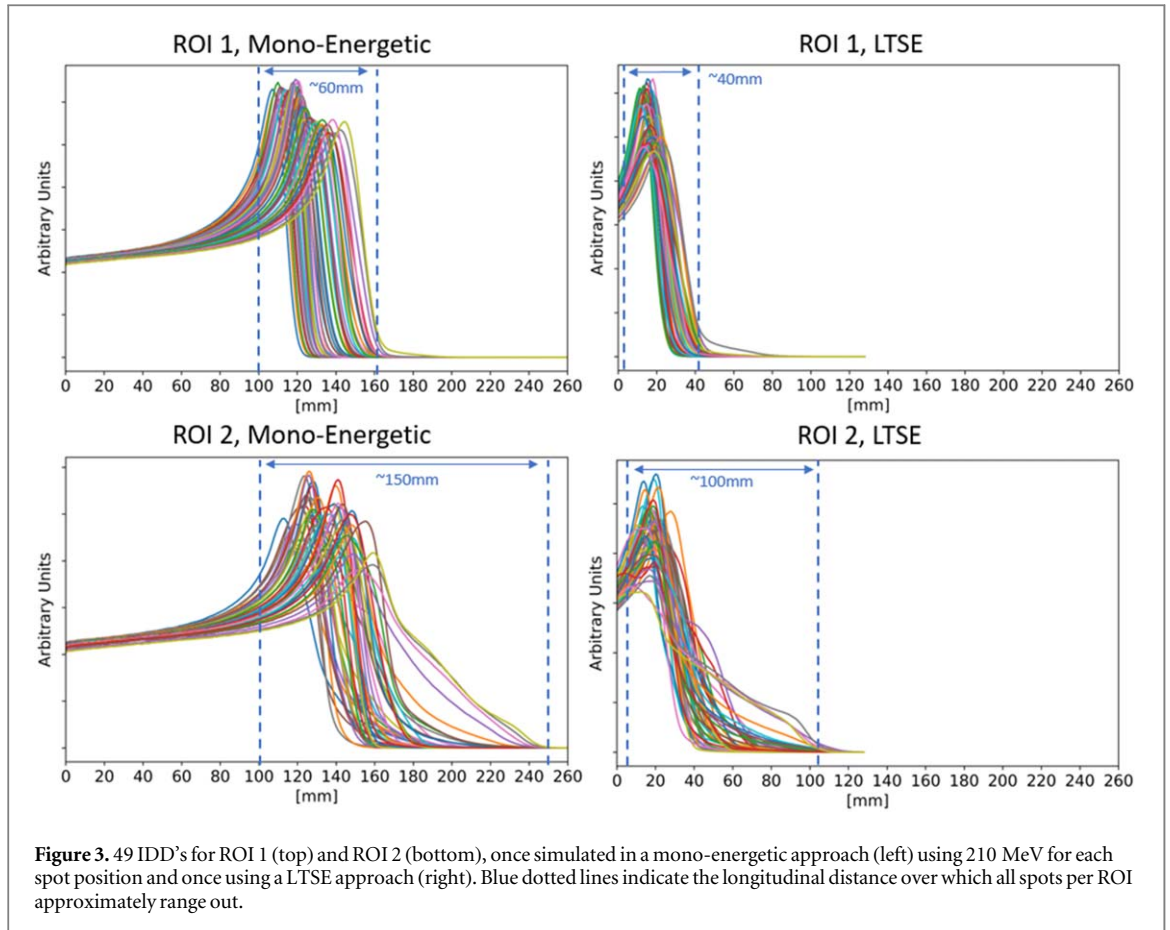 ROI 1, Mono-Energetic
~60mm
Arbitrary Units
0 20 40 60 80 100 120 140 160 180 200 220 240 260
[mm]
ROI 1, LTSE
~40mm
Arbitrary Units
0 20 40 60 80 100 120 140 160 180 200 220 240 260
[mm]
ROI 2, Mono-Energetic
~150mm
Arbitrary Units
0 20 40 60 80 100 120 140 160 180 200 220 240 260
[mm]
ROI 2, LTSE
~100mm
Arbitrary Units
0 20 40 60 80 100 120 140 160 180 200 220 240 260
[mm]
Figure 3. 49 IDD's for ROI 1 (top) and ROI 2 (bottom), once simulated in a mono-energetic approach (left) using 210 MeV for each
spot position and once using a LTSE approach (right). Blue dotted lines indicate the longitudinal distance over which all spots per ROI
approximately range out.